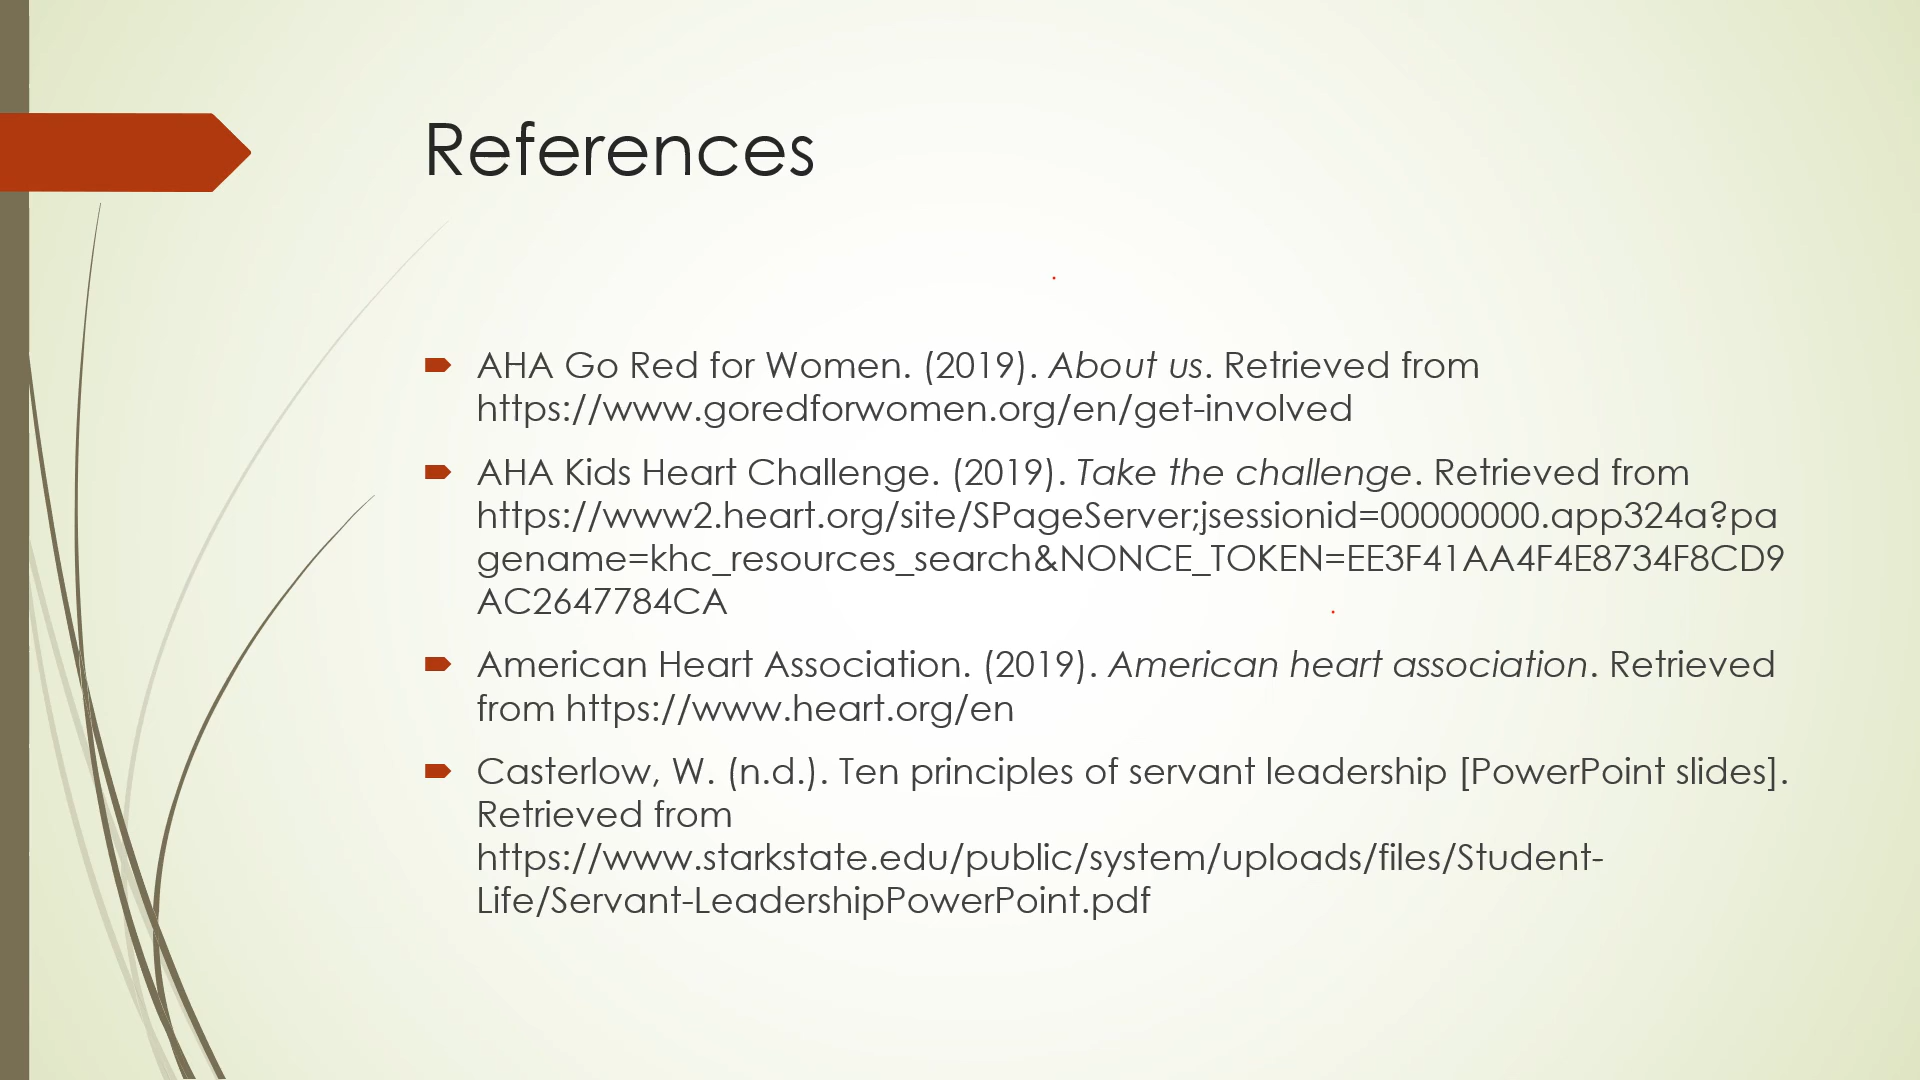 References
AHA Go Red for Women. (2019). About us. Retrieved from
https://www.goredforwomen.org/en/get-involved
AHA Kids Heart Challenge. (2019). Take the challenge. Retrieved from
https://www2.heart.org/site/SPageServer;jsessionid=00000000.app324a?pa
gename=khc_resources_search&NONCE_TOKEN=EE3F41AA4F4E8734F8CD9
AC2647784CA
American Heart Association. (2019). American heart association. Retrieved
from https://www.heart.org/en
Casterlow, W. (n.d.). Ten principles of servant leadership [PowerPoint slides].
Retrieved from
https://www.starkstate.edu/public/system/uploads/files/Student-
Life/Servant-LeadershipPowerPoint.pdf